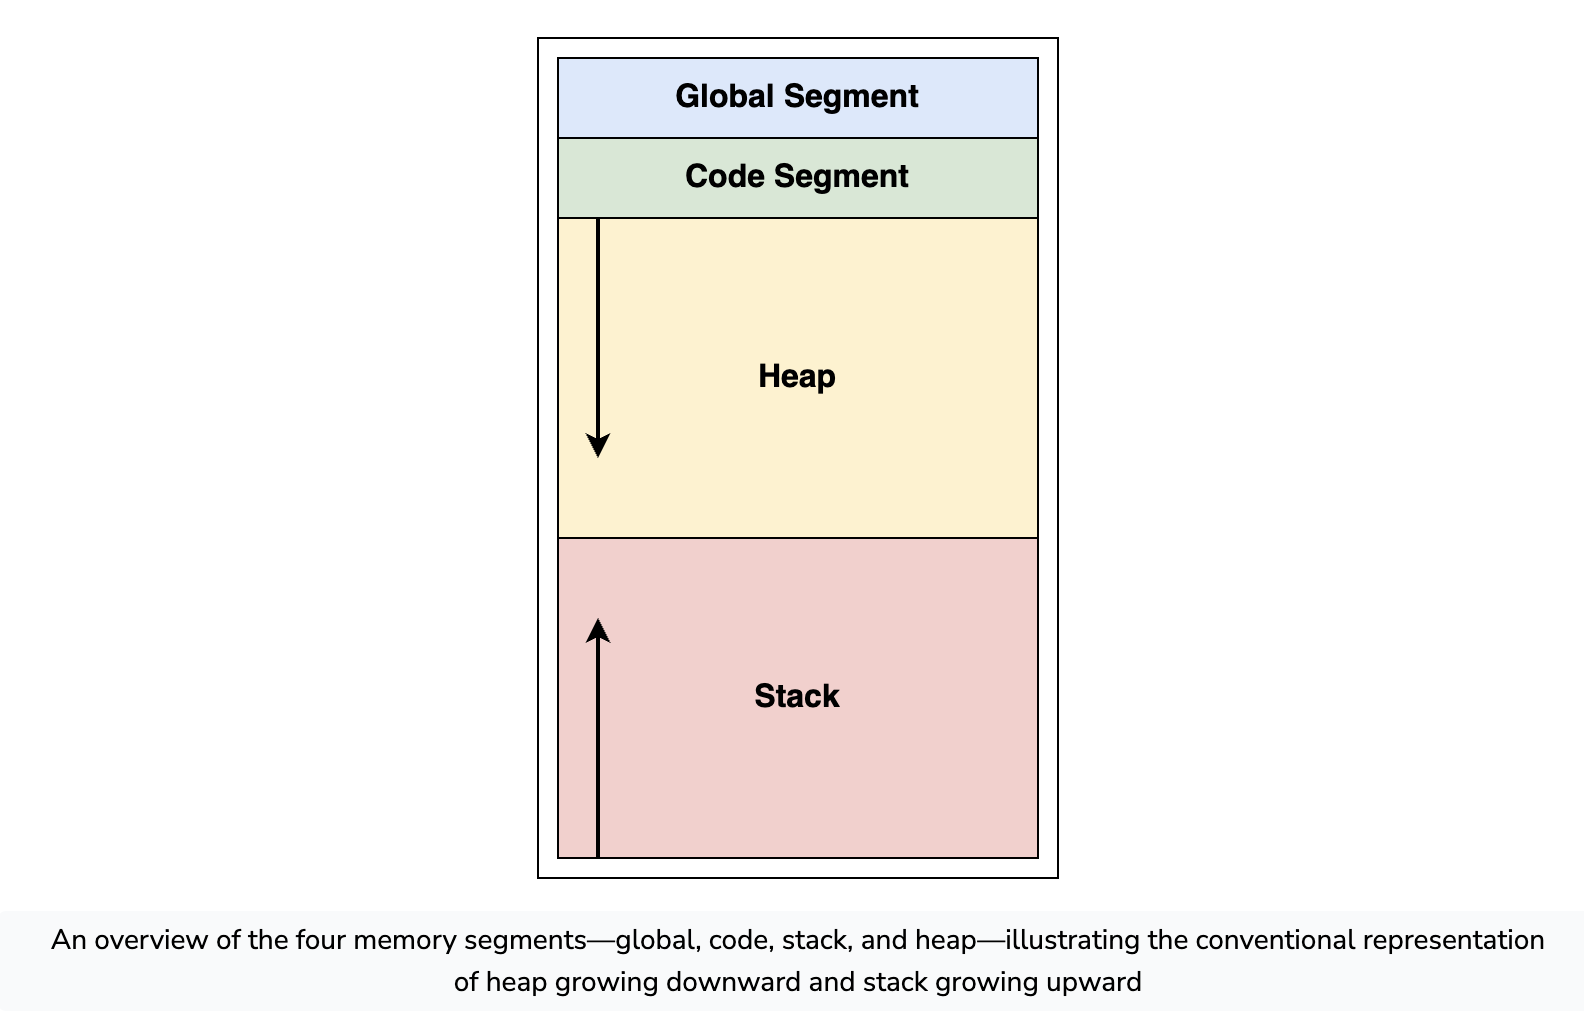 Global Segment
Code Segment
Heap
Stack
An overview of the four memory segments—global, code, stack, and heap—illustrating the conventional representation
of heap growing downward and stack growing upward